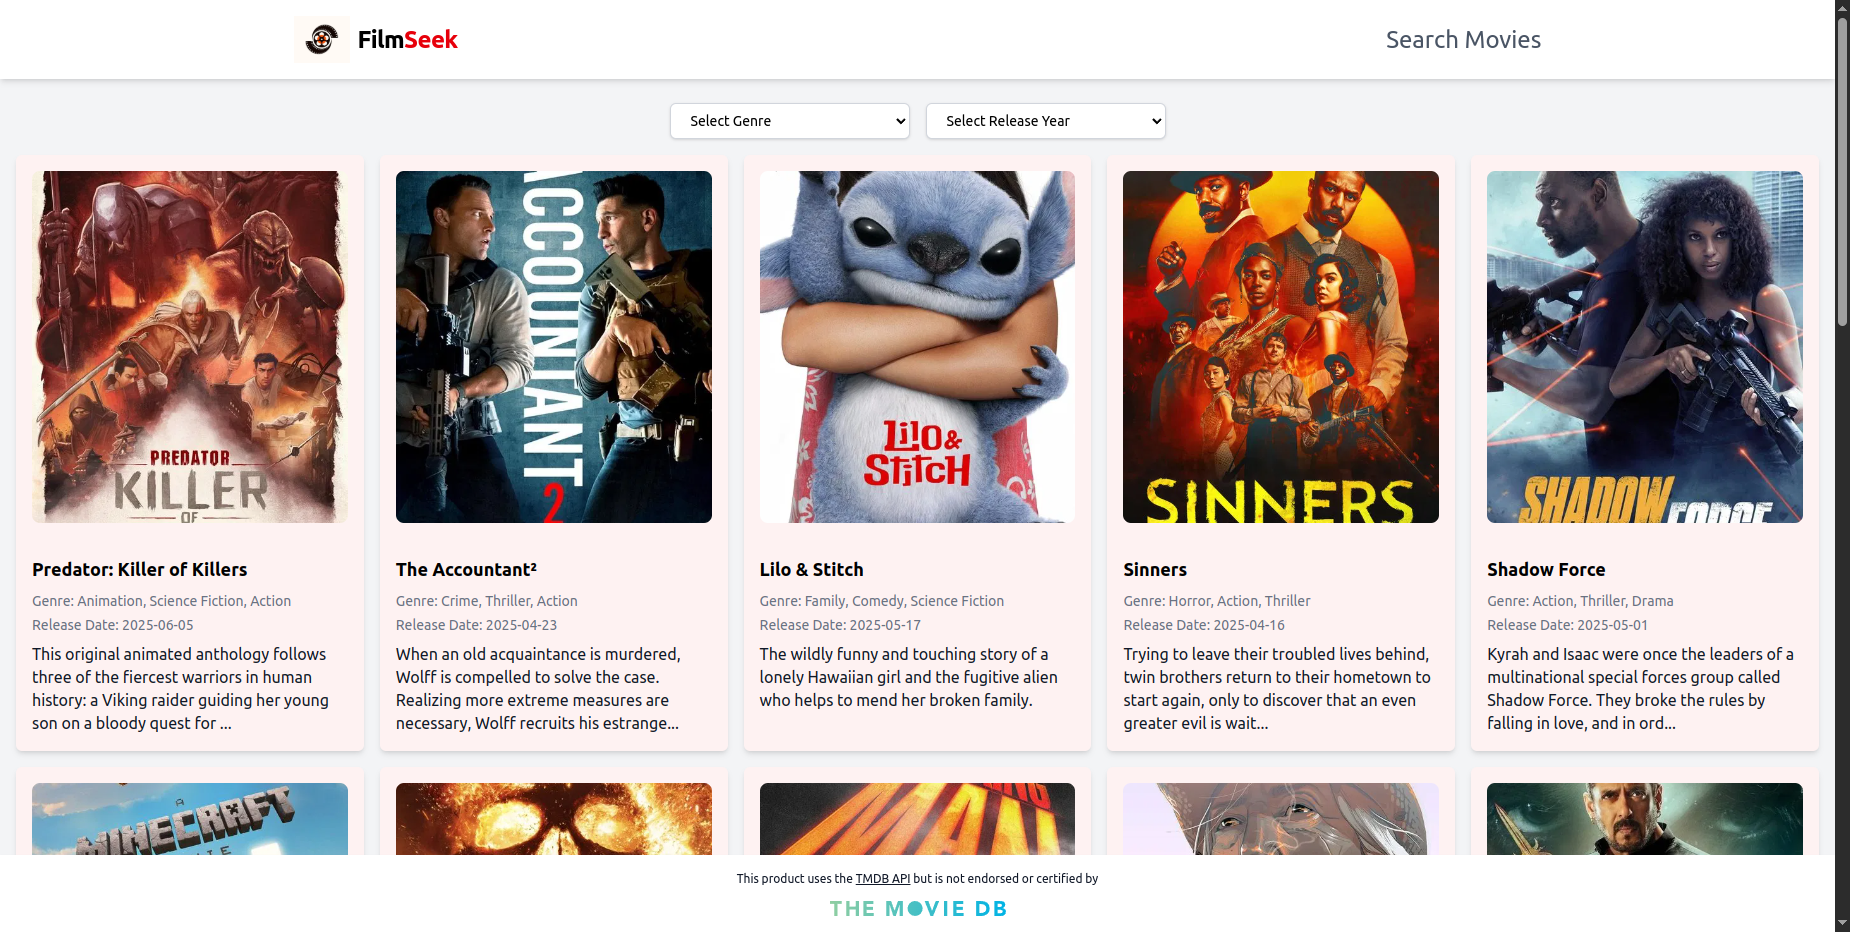 FilmSeek
Search Movies
Select Genre
Select Release Year
PREDATOR
KILLER
OF
ACCOUNTANT
2
Lilo &
Stitch
SINNERS
SHADOW
FORCE
Predator: Killer of Killers
Genre: Animation, Science Fiction, Action
Release Date: 2025-06-05
This original animated anthology follows
three of the fiercest warriors in human
history: a Viking raider guiding her young
son on a bloody quest for ...
The Accountant²
Genre: Crime, Thriller, Action
Release Date: 2025-04-23
When an old acquaintance is murdered,
Wolff is compelled to solve the case.
Realizing more extreme measures are
necessary, Wolff recruits his estrange...
Lilo & Stitch
Genre: Family, Comedy, Science Fiction
Release Date: 2025-05-17
The wildly funny and touching story of a
lonely Hawaiian girl and the fugitive alien
who helps to mend her broken family.
Sinners
Genre: Horror, Action, Thriller
Release Date: 2025-04-16
Trying to leave their troubled lives behind,
twin brothers return to their hometown to
start again, only to discover that an even
greater evil is wait...
Shadow Force
Genre: Action, Thriller, Drama
Release Date: 2025-05-01
Kyrah and Isaac were once the leaders of a
multinational special forces group called
Shadow Force. They broke the rules by
falling in love, and in ord...
A
MINECRAFT
MAN
This product uses the TMDB API but is not endorsed or certified by
THE MOVIE DB